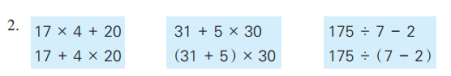 2. 17 × 4 + 20 31 + 5 × 30 175 ÷ 7 − 2
17 + 4 × 20 (31 + 5) × 30 175 ÷ (7 − 2)